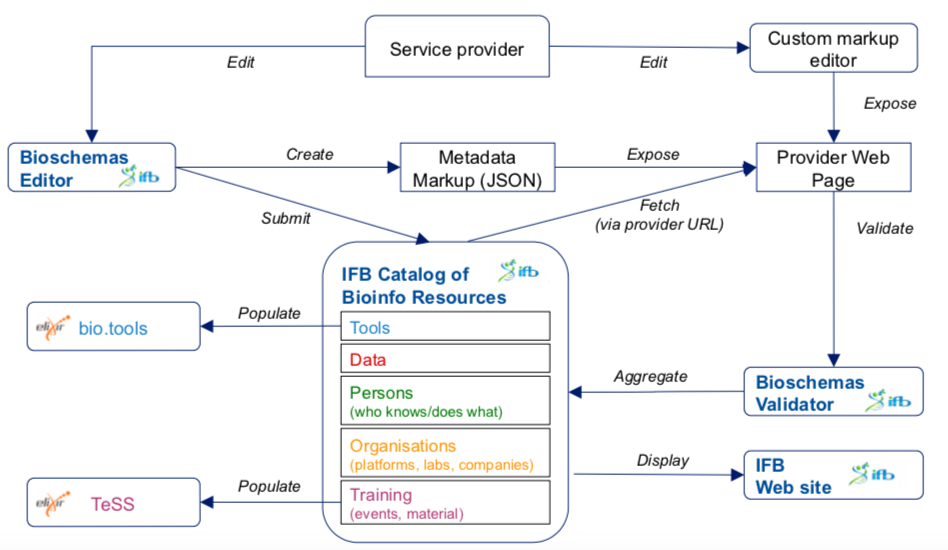 Service provider
Custom markup
editor
Edit
Edit
Expose
Bioschemas
Editor
ifb
Create
Metadada
Markup (JSON)
Expose
Provider Web
Page
Submit
Fetch
(via provider URL)
Validate
IFB Catalog of
Bioinfo Resources
ifb
Tools
Data
Persons
(who knows/does what)
Organisations
(platforms, labs, companies)
Training
(events, material)
Populate
elixir
bio.tools
Aggregate
Bioschemas
Validator
ifb
Display
IFB
Web site
ifb
Populate
elixir
TeSS